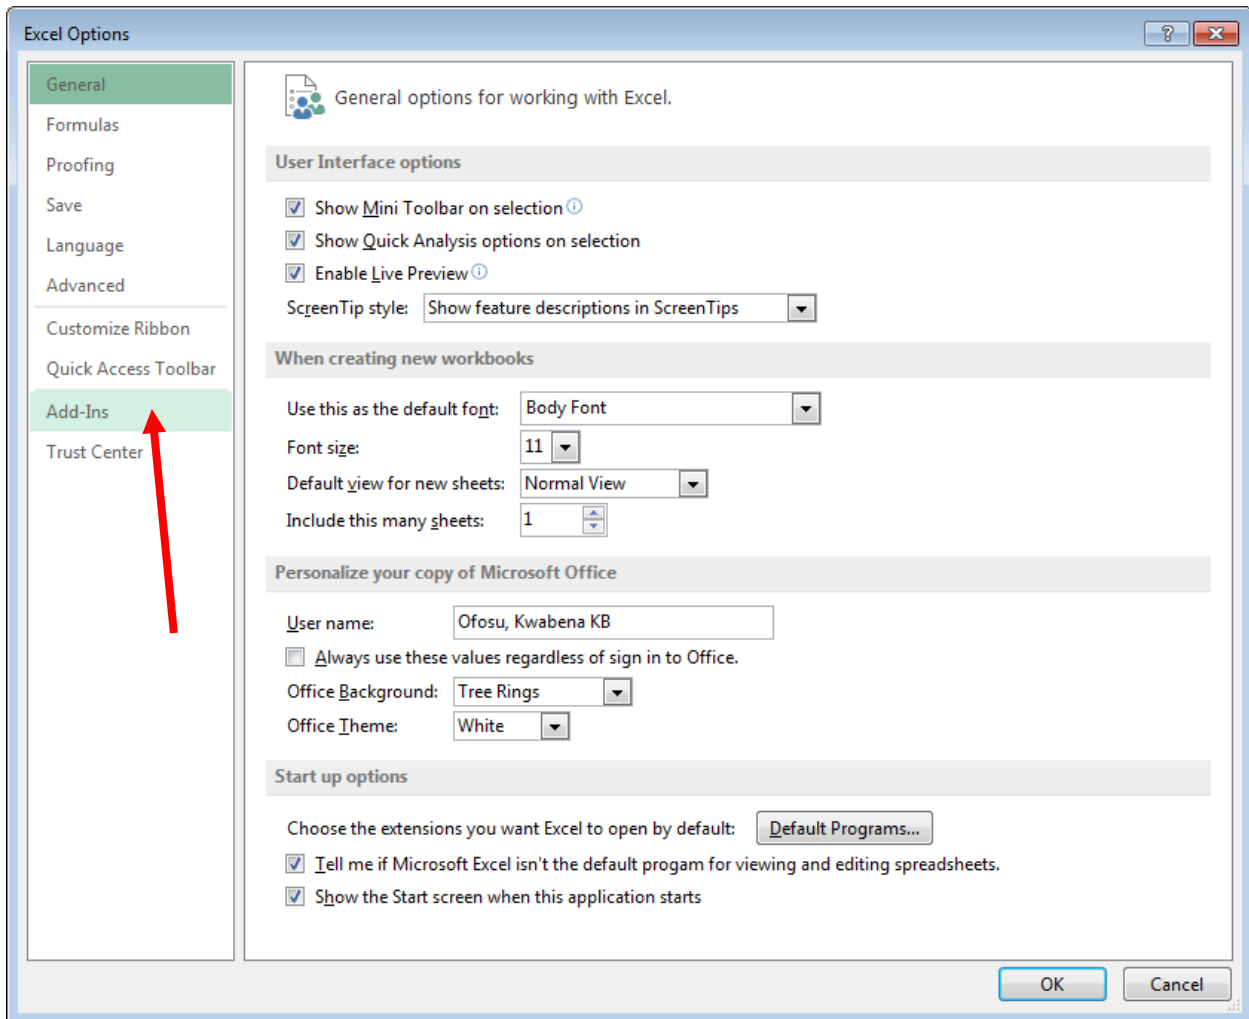 Excel Options
General
Formulas
Proofing
Save
Language
Advanced
Customize Ribbon
Quick Access Toolbar
Add-Ins
Trust Center
General options for working with Excel.
User Interface options
Show Mini Toolbar on selection
Show Quick Analysis options on selection
Enable Live Preview
ScreenTip style: Show feature descriptions in ScreenTips
When creating new workbooks
Use this as the default font: Body Font
Font size: 11
Default view for new sheets: Normal View
Include this many sheets: 1
Personalize your copy of Microsoft Office
User name: Ofosu, Kwabena KB
Always use these values regardless of sign in to Office.
Office Background: Tree Rings
Office Theme: White
Start up options
Choose the extensions you want Excel to open by default: Default Programs...
Tell me if Microsoft Excel isn't the default progam for viewing and editing spreadsheets.
Show the Start screen when this application starts
OK Cancel